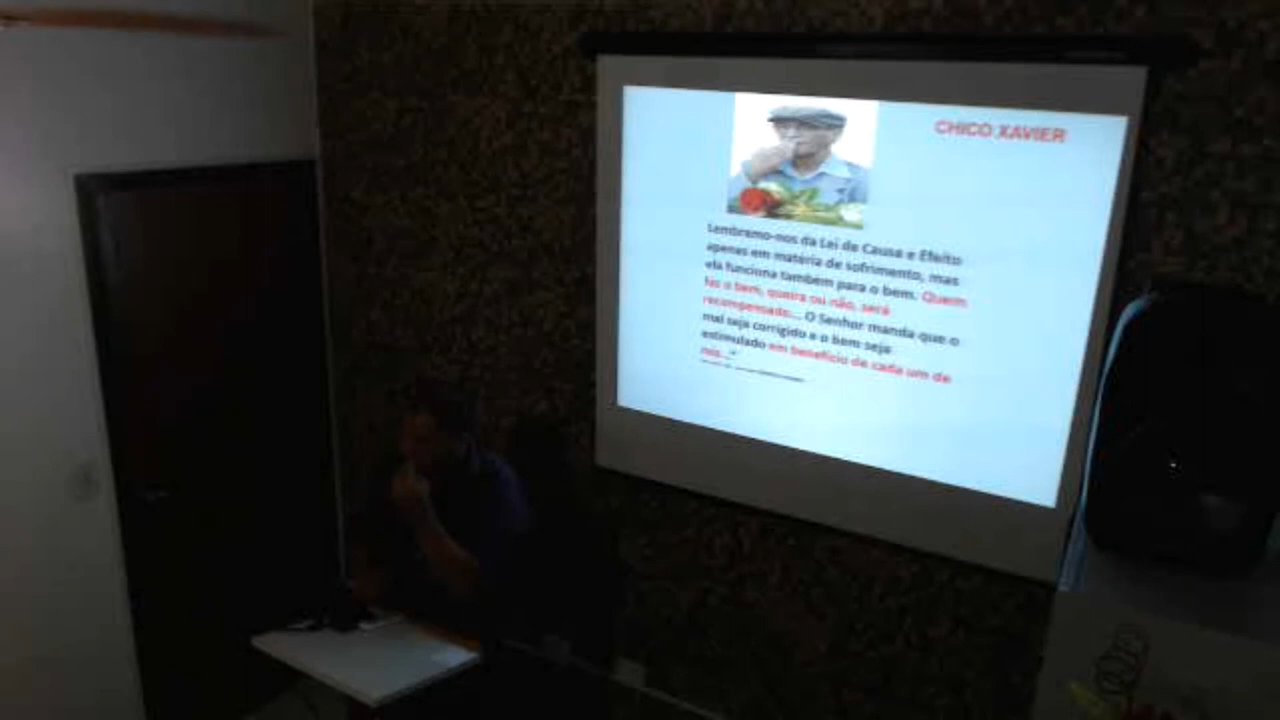 CHICO XAVIER
Lembremo-nos da Lei de Causa e Efeito
apenas em matéria de sofrimento, mas
ela funciona também para o bem. Quem
faz o bem, queira ou não, será
recompensado... O Senhor manda que o
mal seja corrigido e o bem seja
estimulado em benefício de cada um de
nós..."